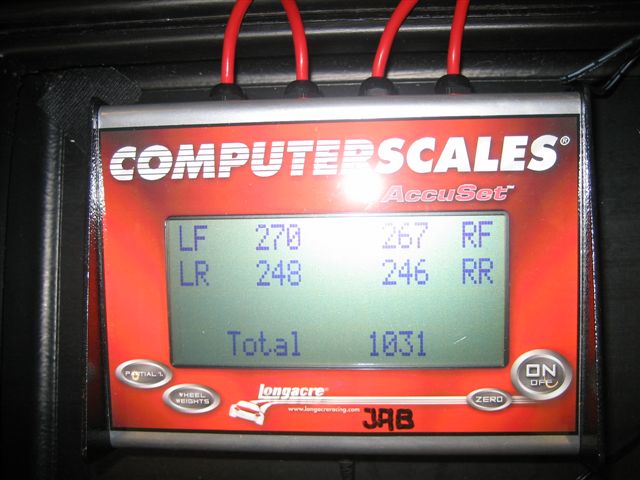 COMPUTERSCALES®
AccuSet™
LF 270 267 RF
LR 248 246 RR
Total 1031
PARTIAL % 
WHEEL WEIGHTS
Longacre®
www.longacreracing.com
JAB
ZERO
ON
OFF